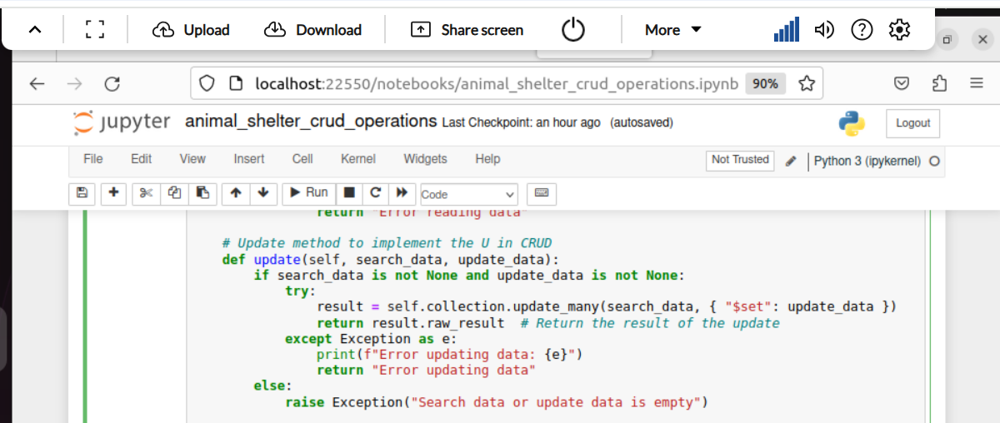 Upload Download Share screen More
localhost:22550/notebooks/animal_shelter_crud_operations.ipynb 90%
jupyter animal_shelter_crud_operations Last Checkpoint: an hour ago (autosaved) Logout
File Edit View Insert Cell Kernel Widgets Help Not Trusted Python 3 (ipykernel)
Run Code
return "Error reading data"
# Update method to implement the U in CRUD
def update(self, search_data, update_data):
if search_data is not None and update_data is not None:
try:
result = self.collection.update_many(search_data, { "$set": update_data })
return result.raw_result # Return the result of the update
except Exception as e:
print(f"Error updating data: {e}")
return "Error updating data"
else:
raise Exception("Search data or update data is empty")